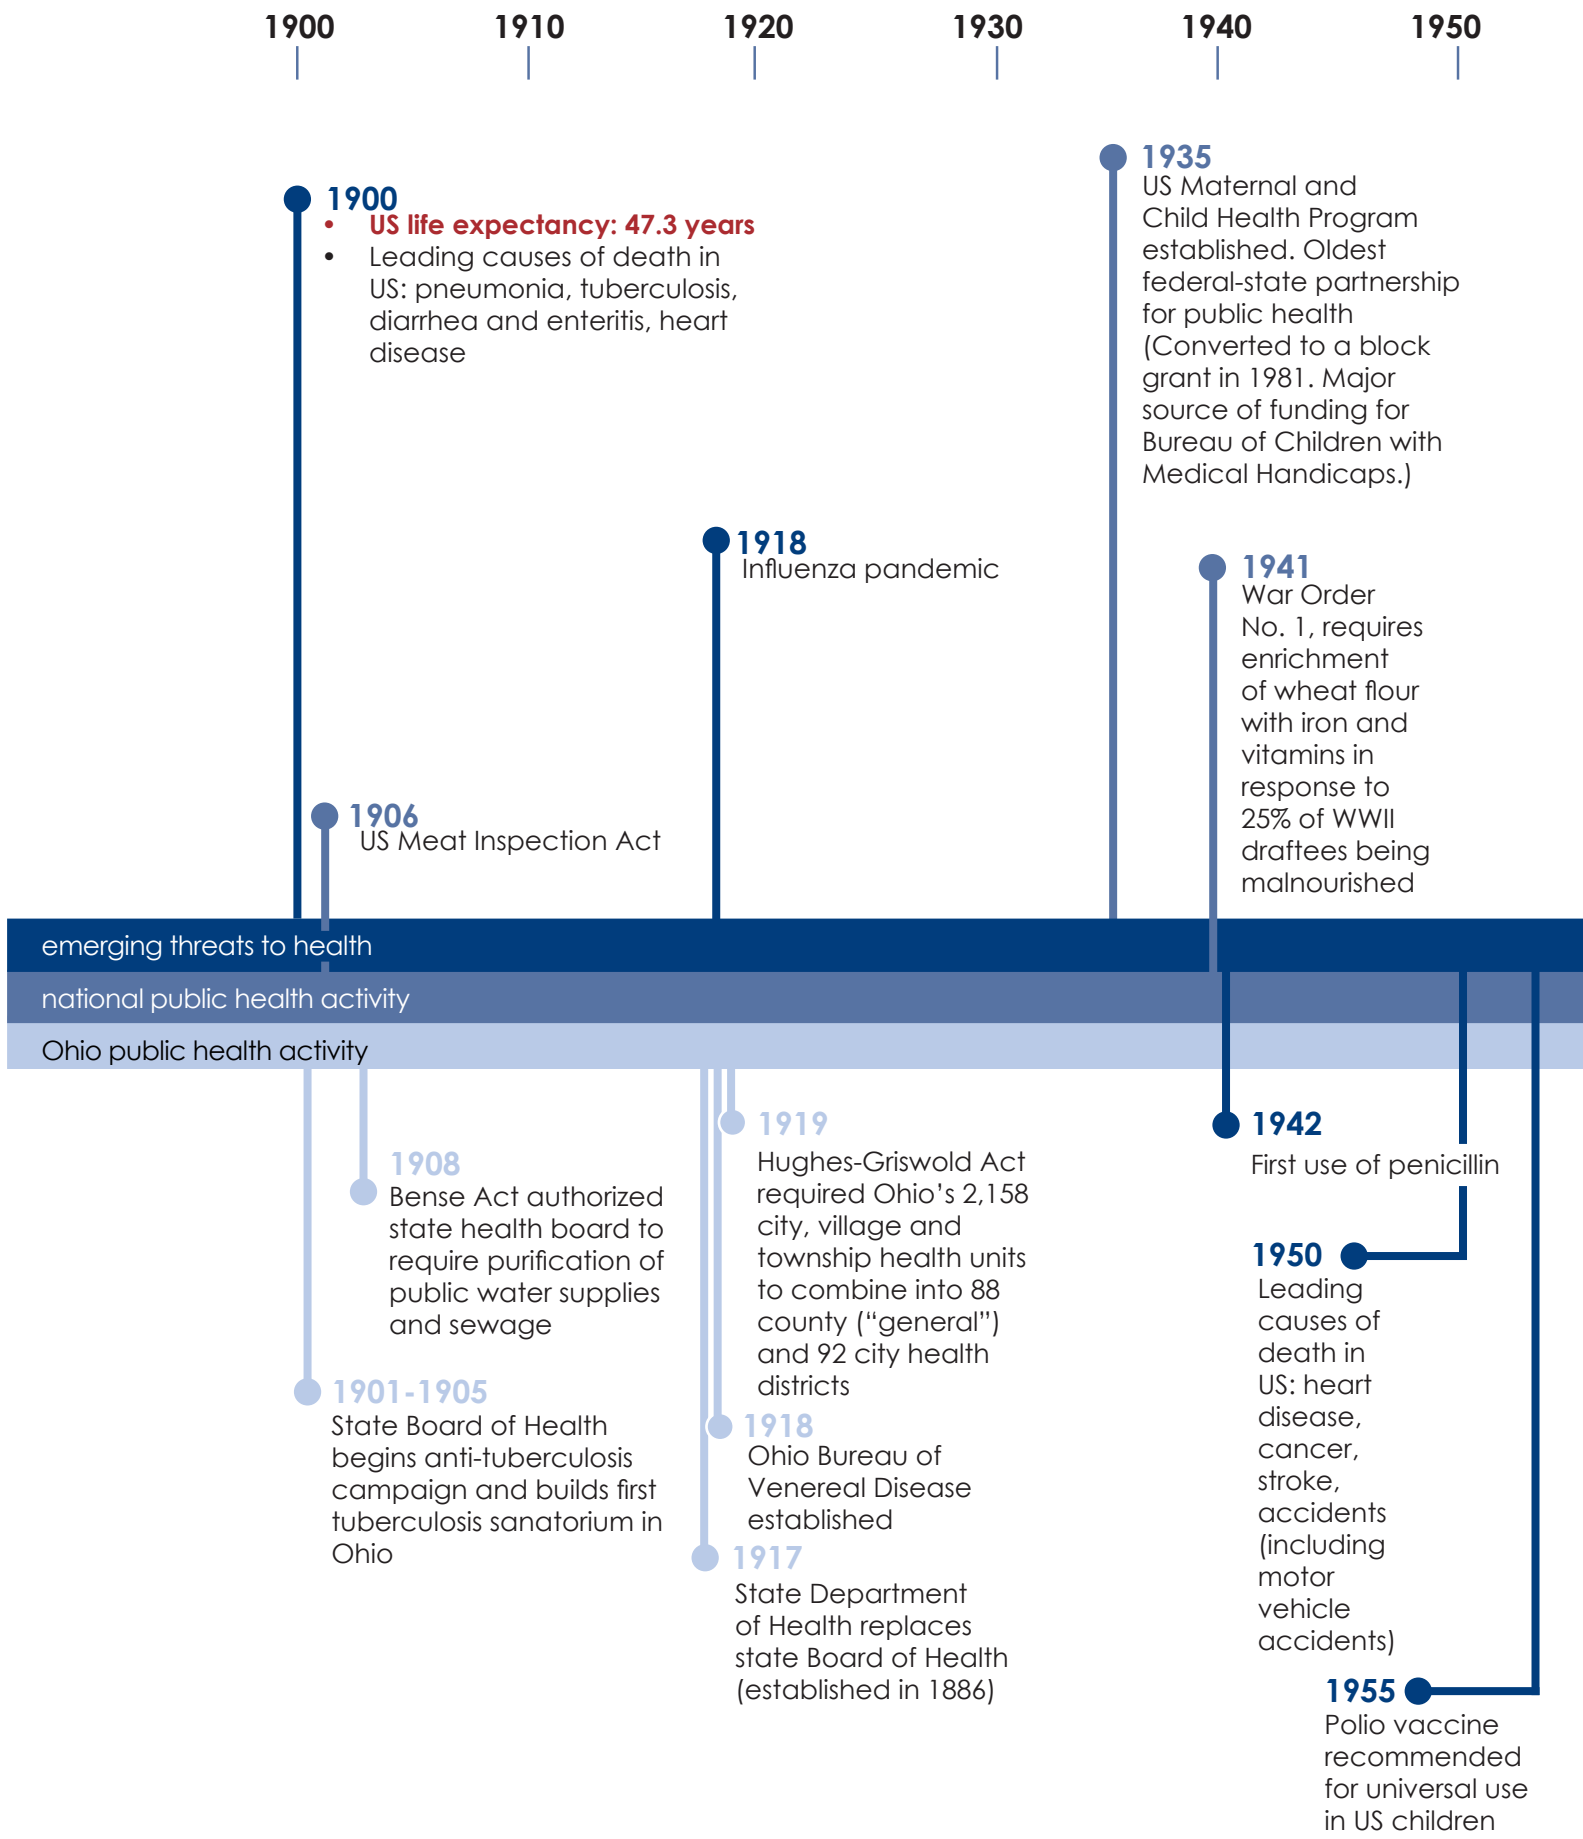 1900 1910 1920 1930 1940 1950
1900
• US life expectancy: 47.3 years
• Leading causes of death in
US: pneumonia, tuberculosis,
diarrhea and enteritis, heart
disease
1906
US Meat Inspection Act
1918
Influenza pandemic
1935
US Maternal and
Child Health Program
established. Oldest
federal-state partnership
for public health
(Converted to a block
grant in 1981. Major
source of funding for
Bureau of Children with
Medical Handicaps.)
1941
War Order
No. 1, requires
enrichment
of wheat flour
with iron and
vitamins in
response to
25% of WWII
draftees being
malnourished
emerging threats to health
national public health activity
Ohio public health activity
1908
Bense Act authorized
state health board to
require purification of
public water supplies
and sewage
1901-1905
State Board of Health
begins anti-tuberculosis
campaign and builds first
tuberculosis sanatorium in
Ohio
1919
Hughes-Griswold Act
required Ohio’s 2,158
city, village and
township health units
to combine into 88
county (“general”)
and 92 city health
districts
1918
Ohio Bureau of
Venereal Disease
established
1917
State Department
of Health replaces
state Board of Health
(established in 1886)
1942
First use of penicillin
1950
Leading
causes of
death in
US: heart
disease,
cancer,
stroke,
accidents
(including
motor
vehicle
accidents)
1955
Polio vaccine
recommended
for universal use
in US children